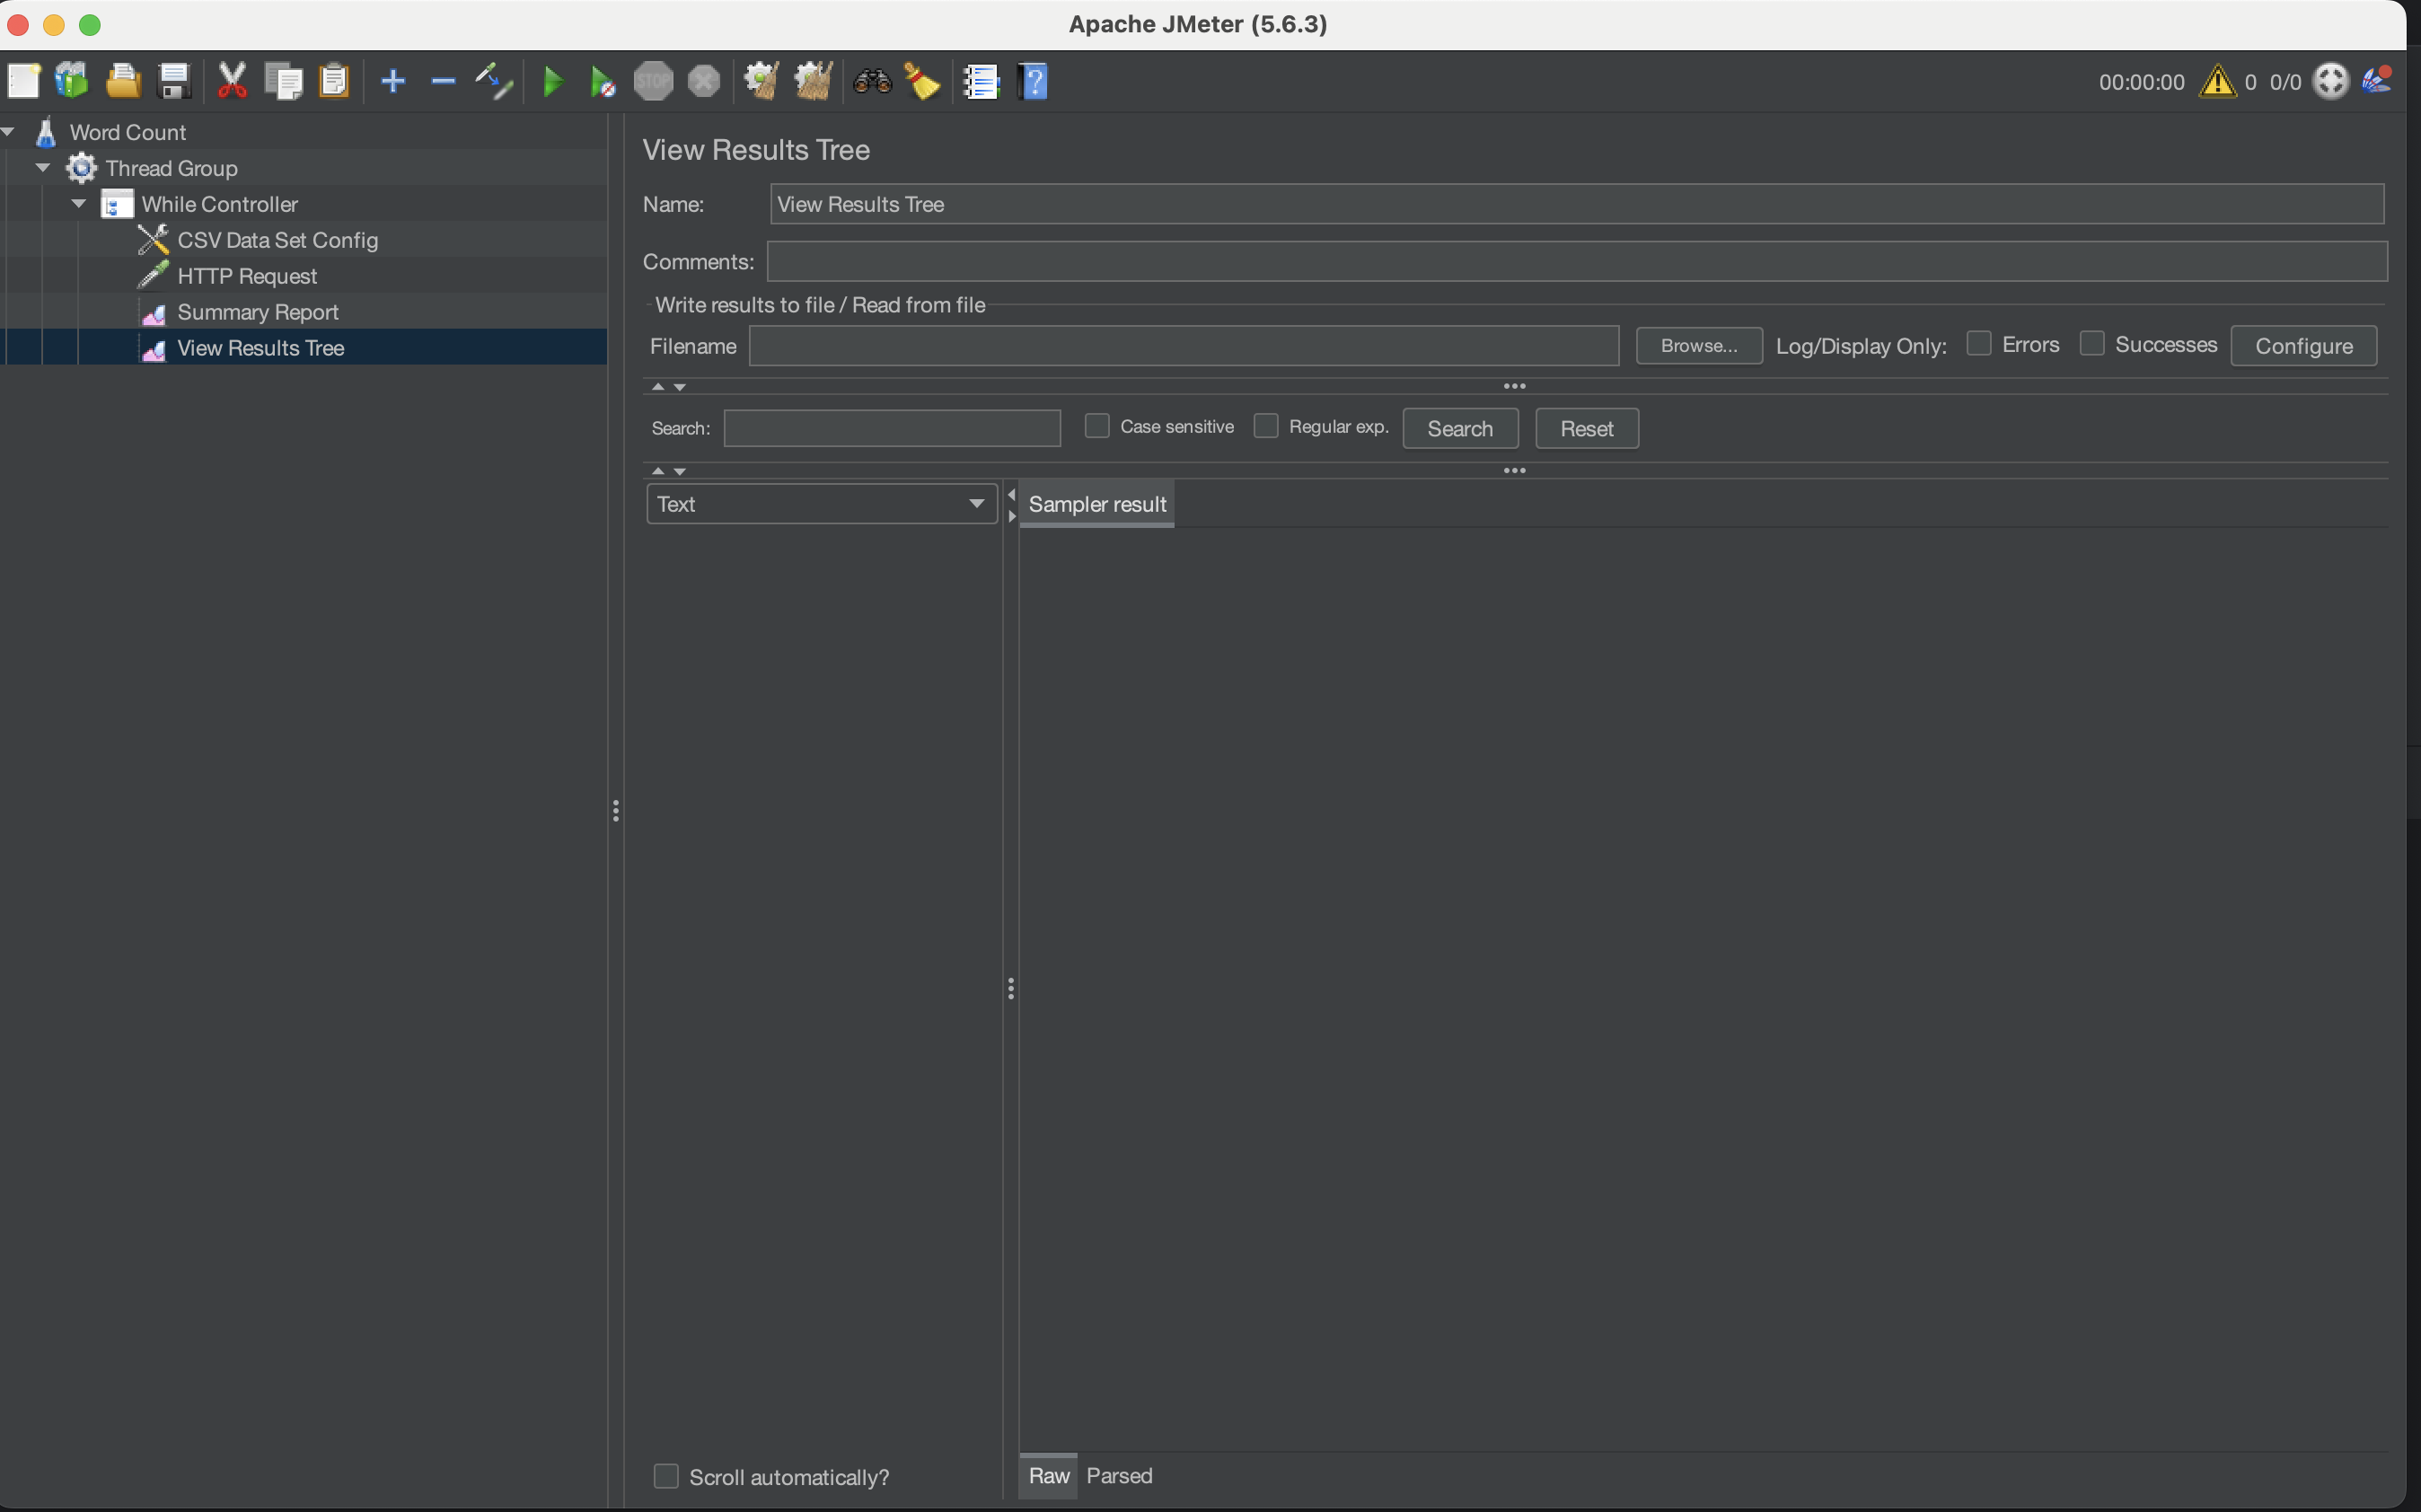 Apache JMeter (5.6.3)
STOP
?
00:00:00 0 0/0
Word Count
Thread Group
While Controller
CSV Data Set Config
HTTP Request
Summary Report
View Results Tree
View Results Tree
Name: View Results Tree
Comments:
Write results to file / Read from file
Filename Browse... Log/Display Only: Errors Successes Configure
Search: Case sensitive Regular exp. Search Reset
Text Sampler result
Scroll automatically? Raw Parsed